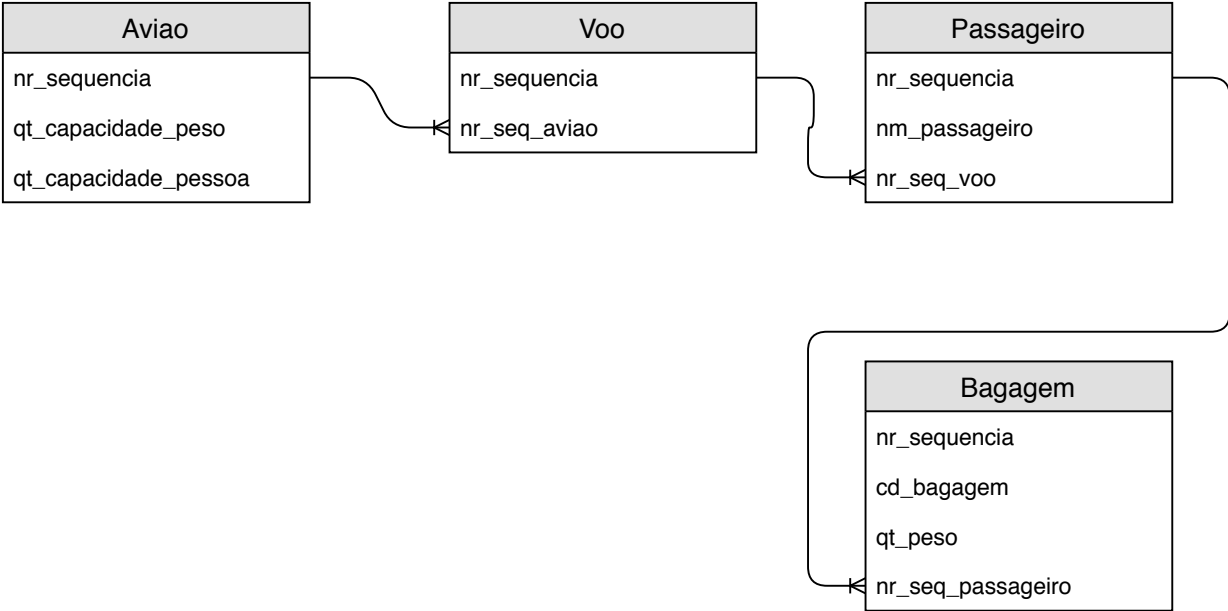 Aviao
nr_sequencia
qt_capacidade_peso
qt_capacidade_pessoa
Voo
nr_sequencia
nr_seq_aviao
Passageiro
nr_sequencia
nm_passageiro
nr_seq_voo
Bagagem
nr_sequencia
cd_bagagem
qt_peso
nr_seq_passageiro